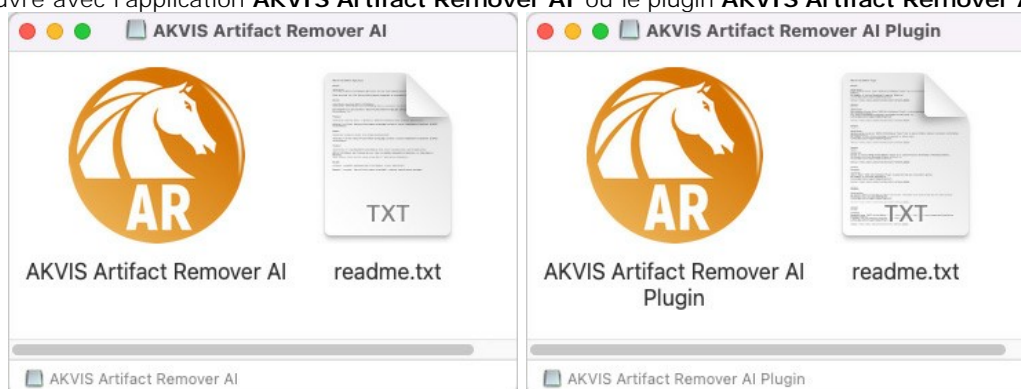 avec l'application AKVIS Artifact Remover AI ou le plugin AKVIS Artifact Remover
AKVIS Artifact Remover AI
AR
TXT
AKVIS Artifact Remover AI
readme.txt
AKVIS Artifact Remover AI
AKVIS Artifact Remover AI Plugin
AR
TXT
AKVIS Artifact Remover AI
Plugin
readme.txt
AKVIS Artifact Remover AI Plugin